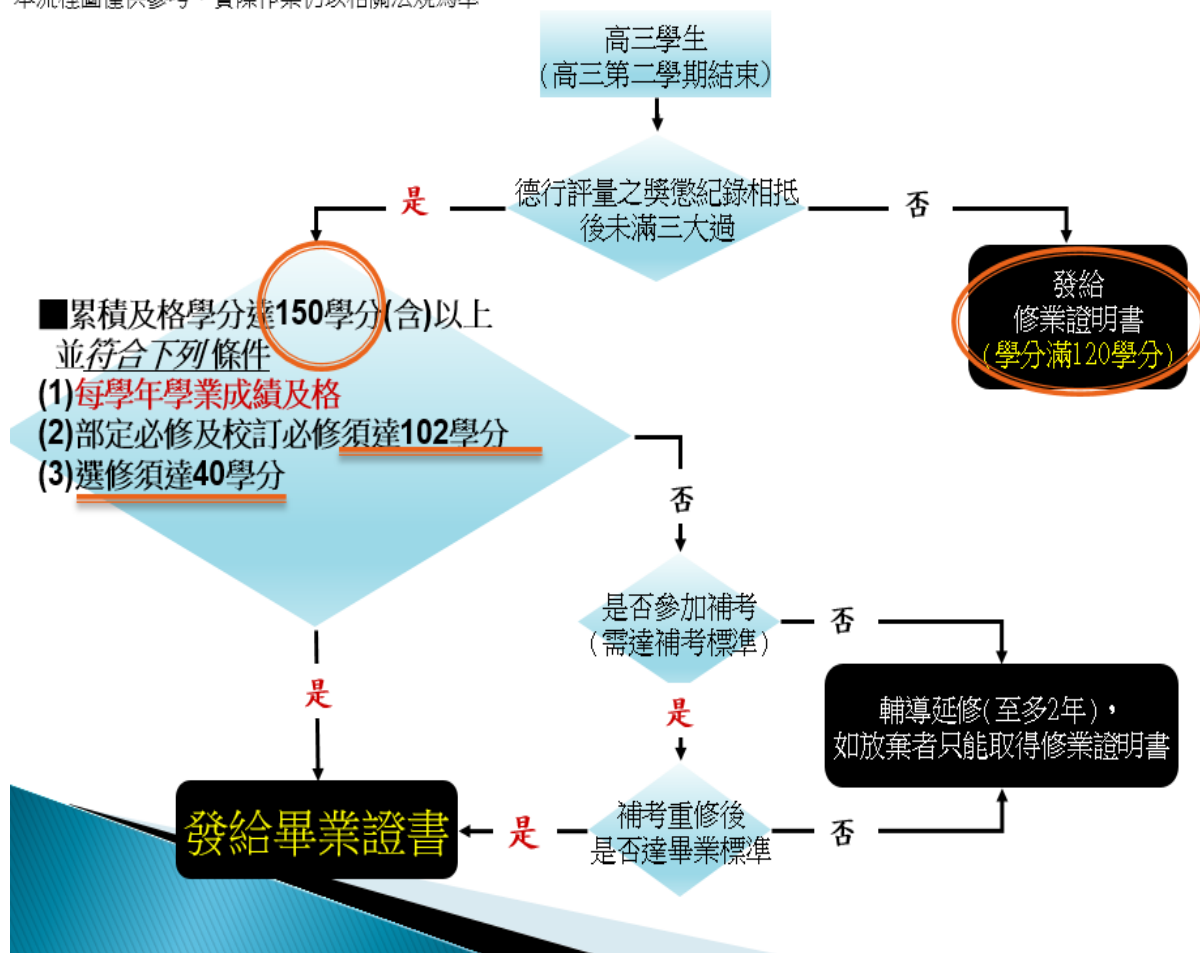 高三學生
(高三第二學期結束)
德行評量之獎懲紀錄相抵
後未滿三大過
是
否
發給
修業證明書
(學分滿120學分)
■累積及格學分達150學分(含)以上
並符合下列條件
(1)每學年學業成績及格
(2)部定必修及校訂必修須達102學分
(3)選修須達40學分
否
是否參加補考
(需達補考標準)
否
是
是
輔導延修(至多2年)，
如放棄者只能取得修業證明書
補考重修後
是否達畢業標準
是
否
發給畢業證書